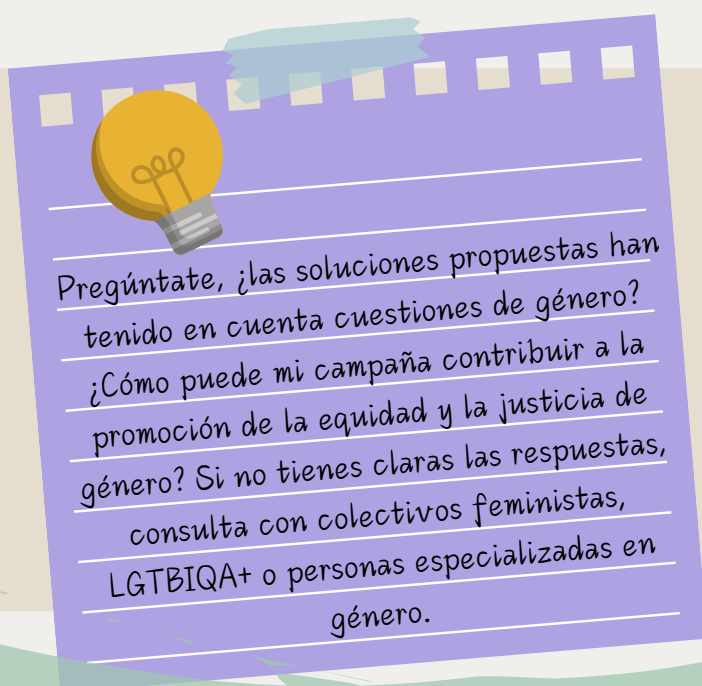 Pregúntate, ¿las soluciones propuestas han
tenido en cuenta cuestiones de género?
¿Cómo puede mi campaña contribuir a la
promoción de la equidad y la justicia de
género? Si no tienes claras las respuestas,
consulta con colectivos feministas,
LGTBIQA+ o personas especializadas en
género.